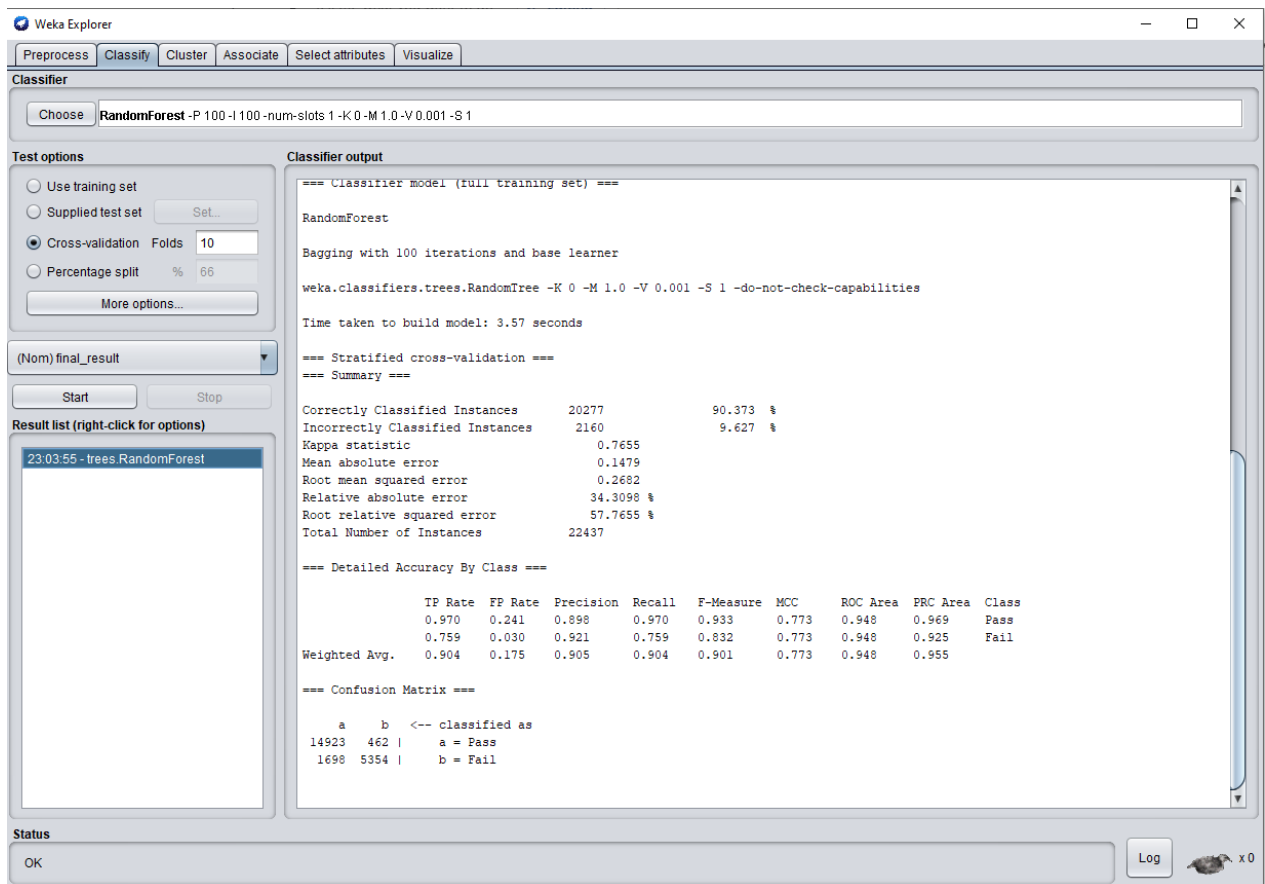 Weka Explorer
Preprocess Classify Cluster Associate Select attributes Visualize
Classifier
Choose RandomForest -P 100 -I 100 -num-slots 1 -K 0 -M 1.0 -V 0.001 -S 1
Test options
Use training set
Supplied test set Set...
Cross-validation Folds 10
Percentage split % 66
More options...
(Nom) final_result
Start Stop
Result list (right-click for options)
23:03:55 - trees.RandomForest
Classifier output
=== Classifier model (full training set) ===
RandomForest
Bagging with 100 iterations and base learner
weka.classifiers.trees.RandomTree -K 0 -M 1.0 -V 0.001 -S 1 -do-not-check-capabilities
Time taken to build model: 3.57 seconds
=== Stratified cross-validation ===
=== Summary ===
Correctly Classified Instances 20277 90.373 %
Incorrectly Classified Instances 2160 9.627 %
Kappa statistic 0.7655
Mean absolute error 0.1479
Root mean squared error 0.2682
Relative absolute error 34.3098 %
Root relative squared error 57.7655 %
Total Number of Instances 22437
=== Detailed Accuracy By Class ===
TP Rate FP Rate Precision Recall F-Measure MCC ROC Area PRC Area Class
0.970 0.241 0.898 0.970 0.933 0.773 0.948 0.969 Pass
0.759 0.030 0.921 0.759 0.832 0.773 0.948 0.925 Fail
Weighted Avg. 0.904 0.175 0.905 0.904 0.901 0.773 0.948 0.955
=== Confusion Matrix ===
a b <-- classified as
14923 462 | a = Pass
1698 5354 | b = Fail
Status
OK
Log x 0